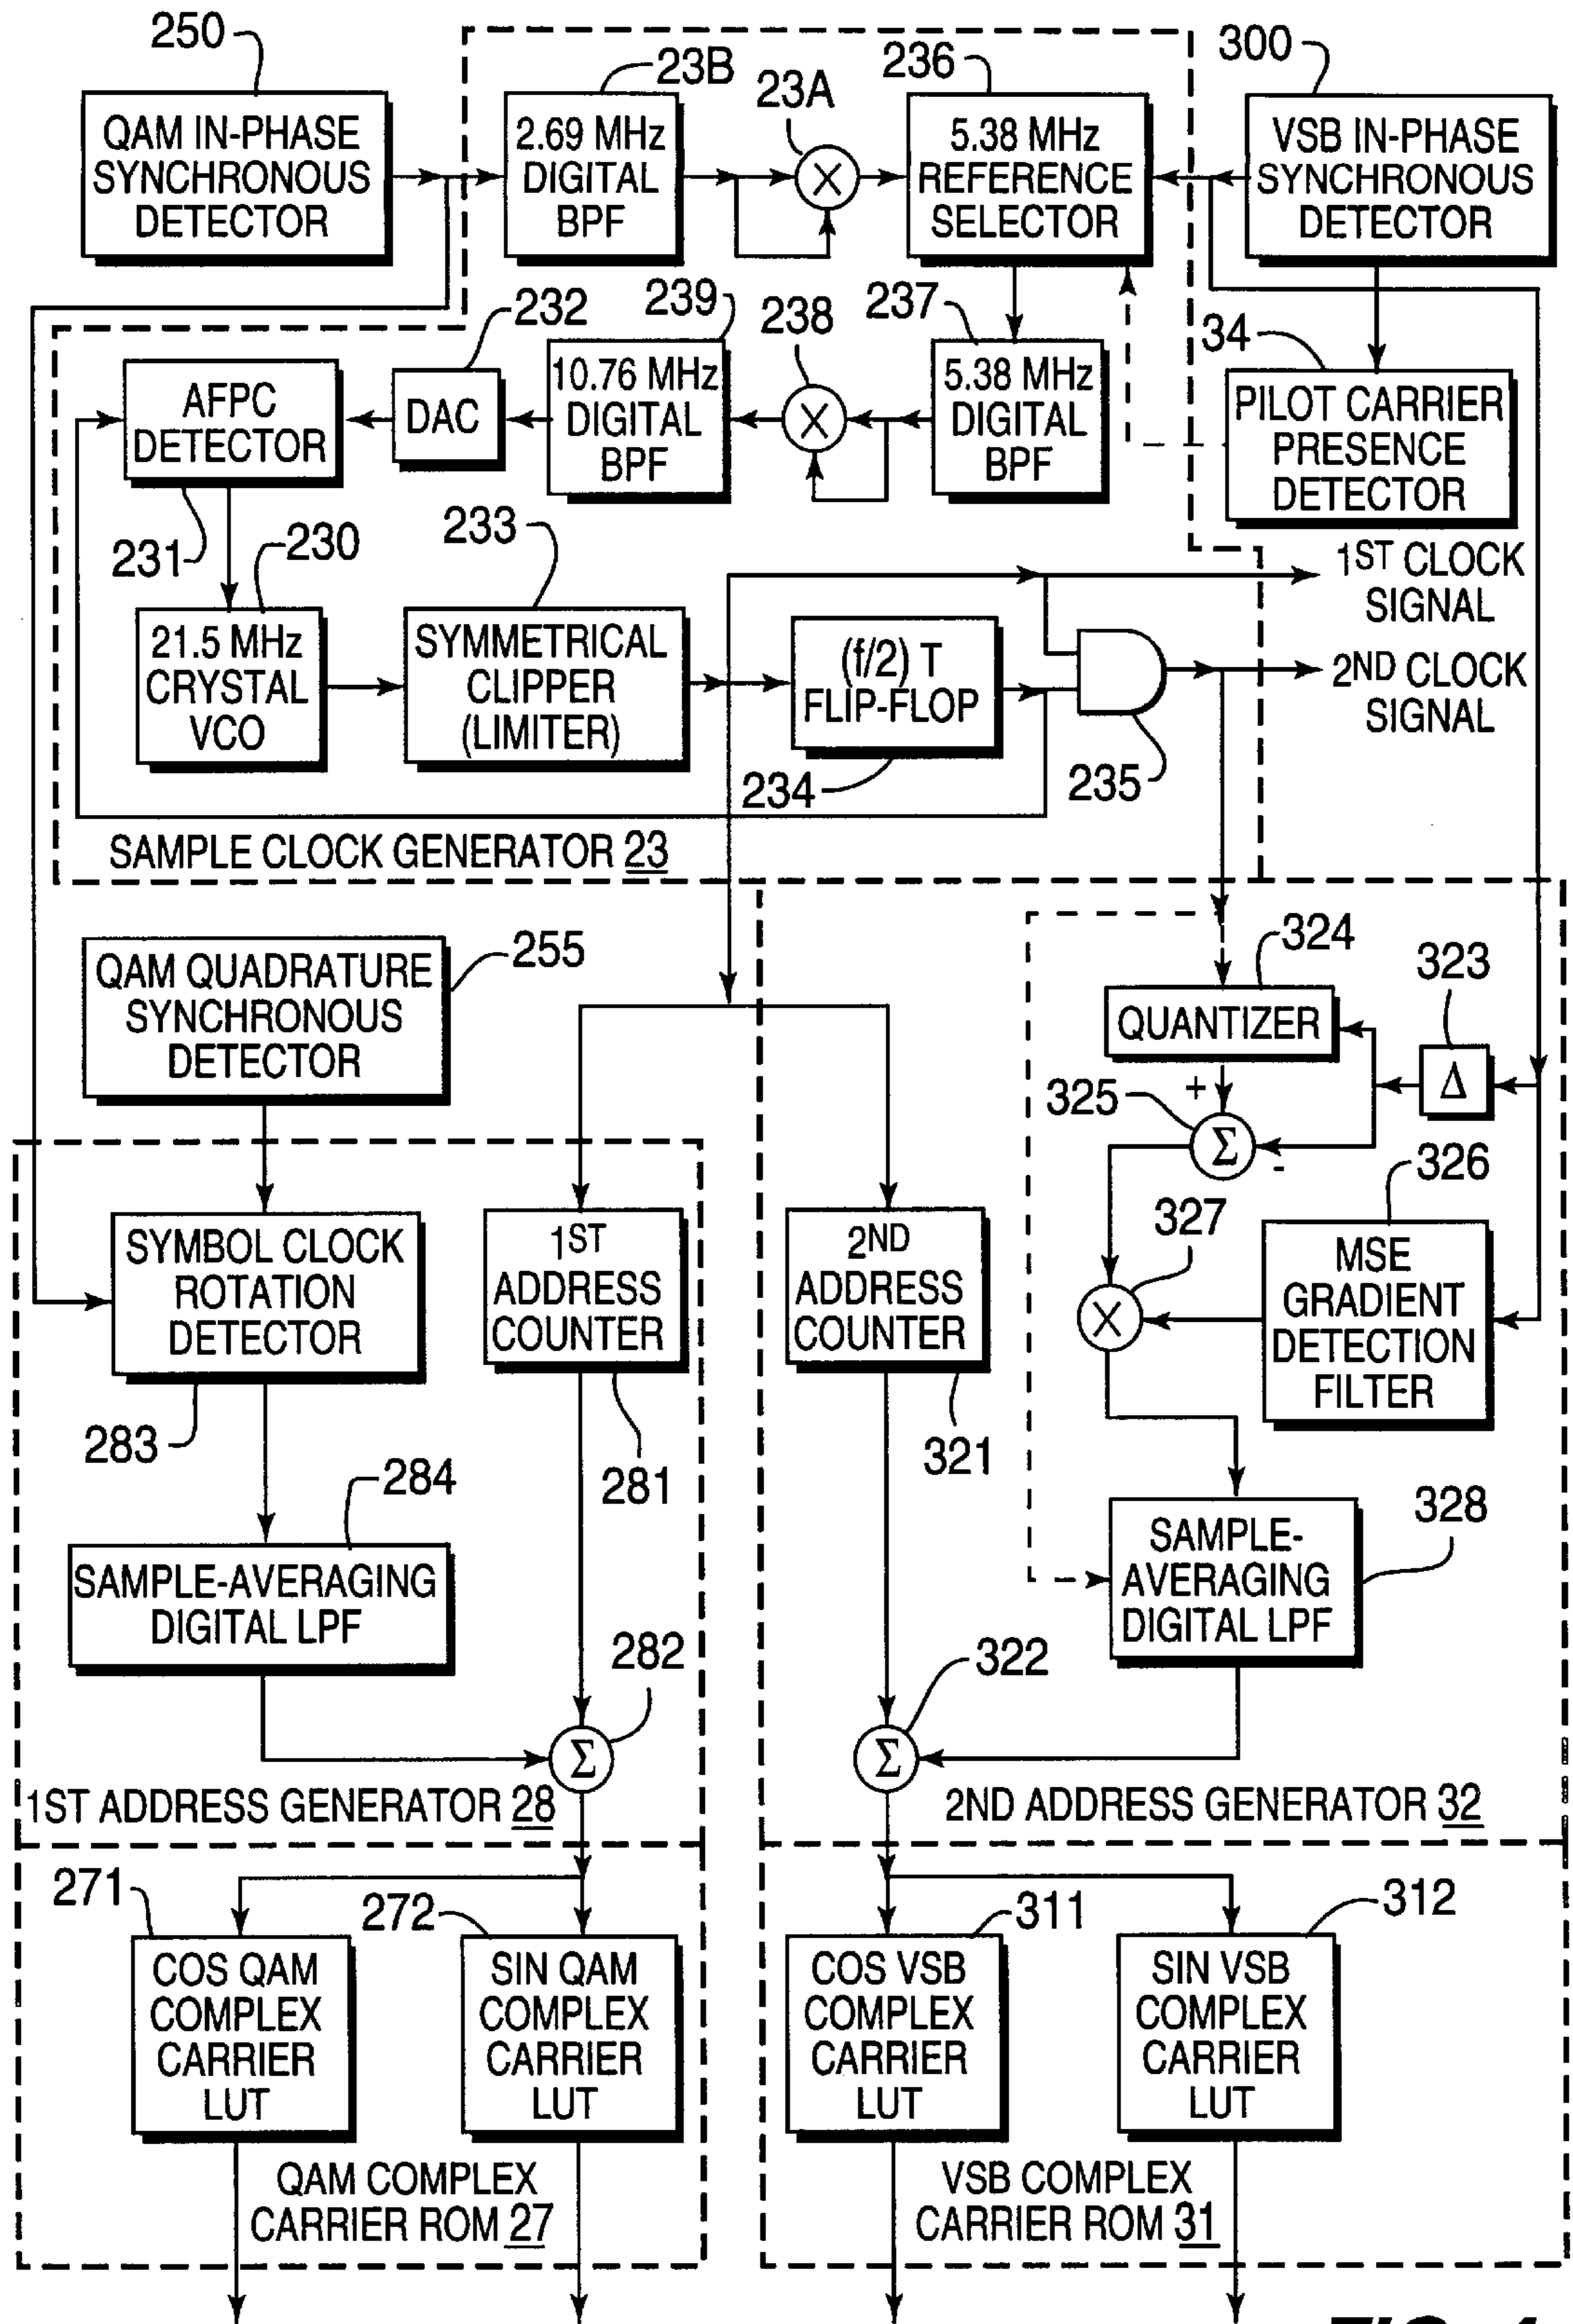 250
23B
23A
236
300
QAM IN-PHASE
SYNCHRONOUS
DETECTOR
2.69 MHz
DIGITAL
BPF
X
5.38 MHz
REFERENCE
SELECTOR
VSB IN-PHASE
SYNCHRONOUS
DETECTOR
232
239
238
237
34
AFPC
DETECTOR
DAC
10.76 MHz
DIGITAL
BPF
X
5.38 MHz
DIGITAL
BPF
PILOT CARRIER
PRESENCE
DETECTOR
231
230
233
1ST CLOCK
SIGNAL
21.5 MHz
CRYSTAL
VCO
SYMMETRICAL
CLIPPER
(LIMITER)
(f/2) T
FLIP-FLOP
2ND CLOCK
SIGNAL
234
235
SAMPLE CLOCK GENERATOR 23
QAM QUADRATURE
SYNCHRONOUS
DETECTOR
255
324
323
QUANTIZER
Δ
+
325
Σ
-
326
SYMBOL CLOCK
ROTATION
DETECTOR
1ST
ADDRESS
COUNTER
2ND
ADDRESS
COUNTER
327
X
MSE
GRADIENT
DETECTION
FILTER
283
281
321
284
328
SAMPLE-AVERAGING
DIGITAL LPF
SAMPLE-
AVERAGING
DIGITAL LPF
282
322
Σ
Σ
1ST ADDRESS GENERATOR 28
2ND ADDRESS GENERATOR 32
271
272
311
312
COS QAM
COMPLEX
CARRIER
LUT
SIN QAM
COMPLEX
CARRIER
LUT
COS VSB
COMPLEX
CARRIER
LUT
SIN VSB
COMPLEX
CARRIER
LUT
QAM COMPLEX
CARRIER ROM 27
VSB COMPLEX
CARRIER ROM 31